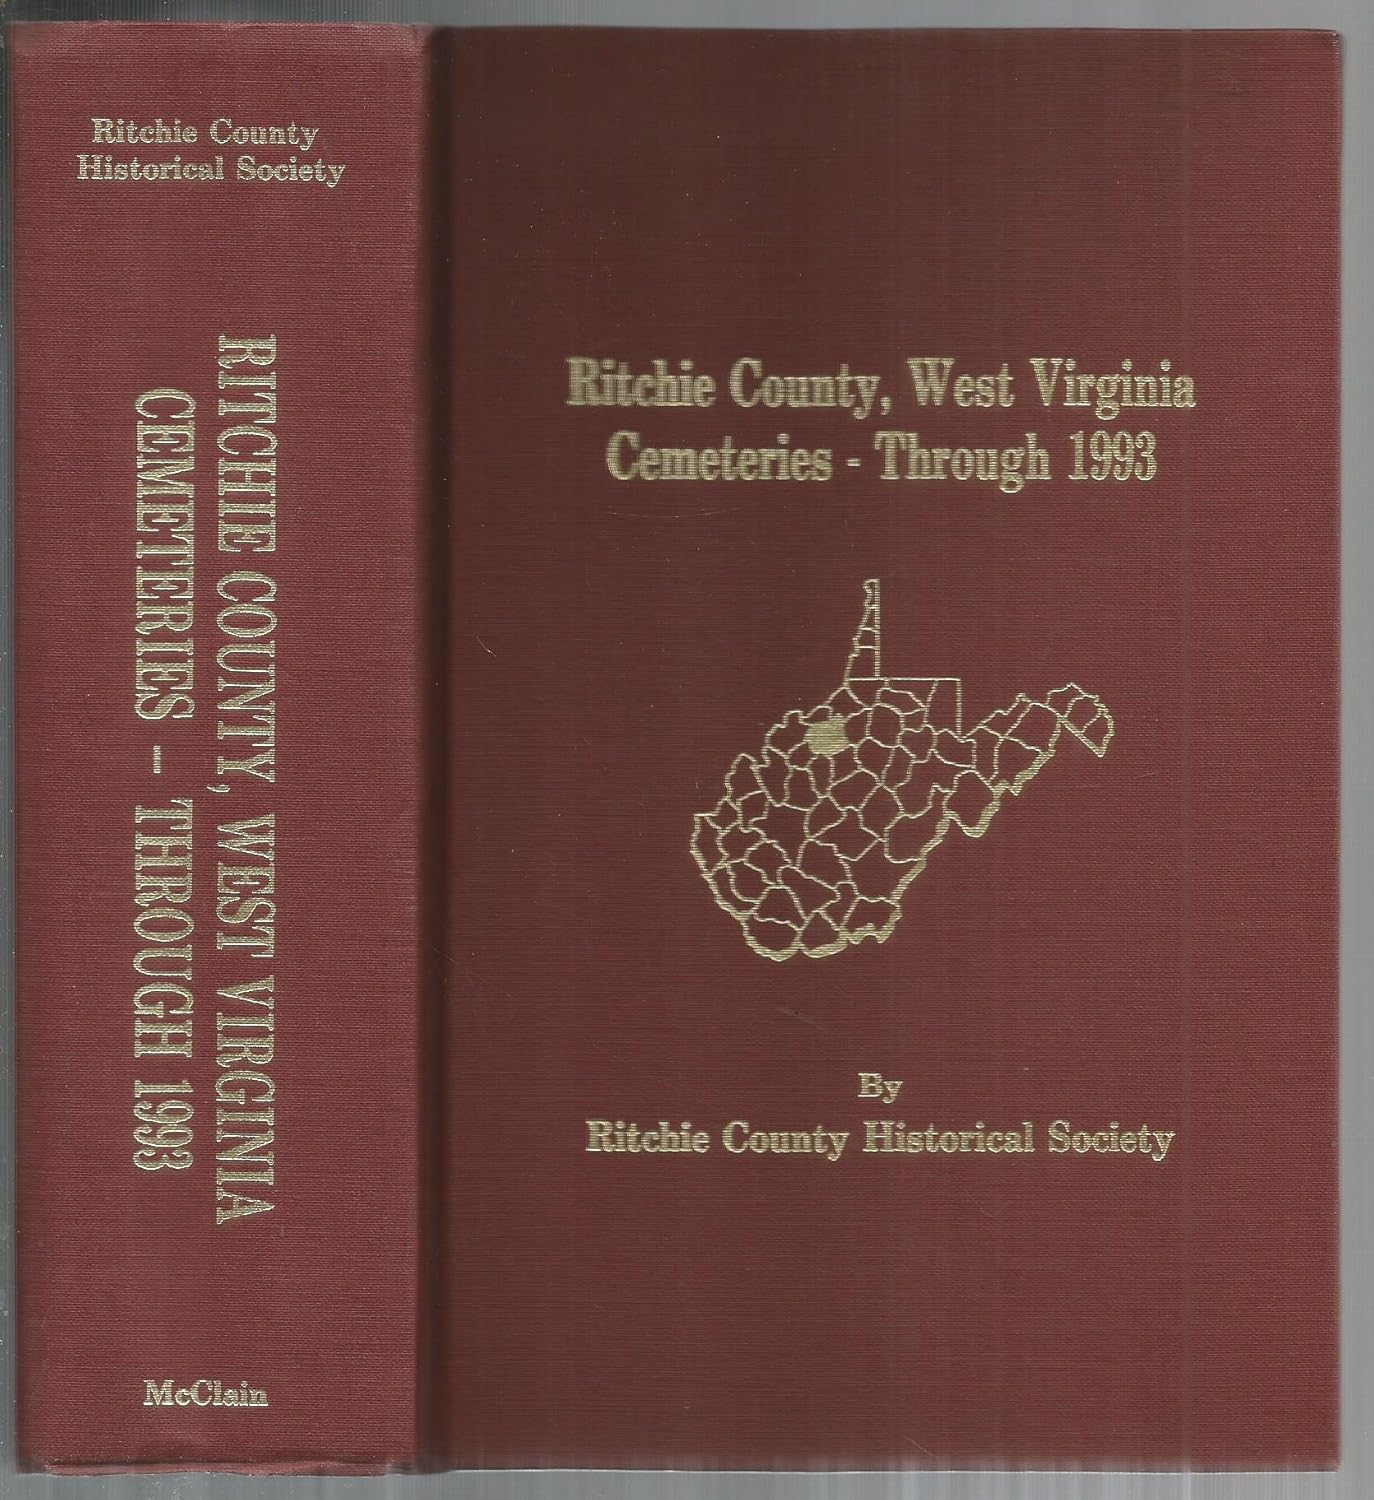 Ritchie County
Historical Society
RITCHIE COUNTY, WEST VIRGINIA
CEMETERIES - THROUGH 1993
McClain
Ritchie County, West Virginia
Cemeteries - Through 1993
By
Ritchie County Historical Society